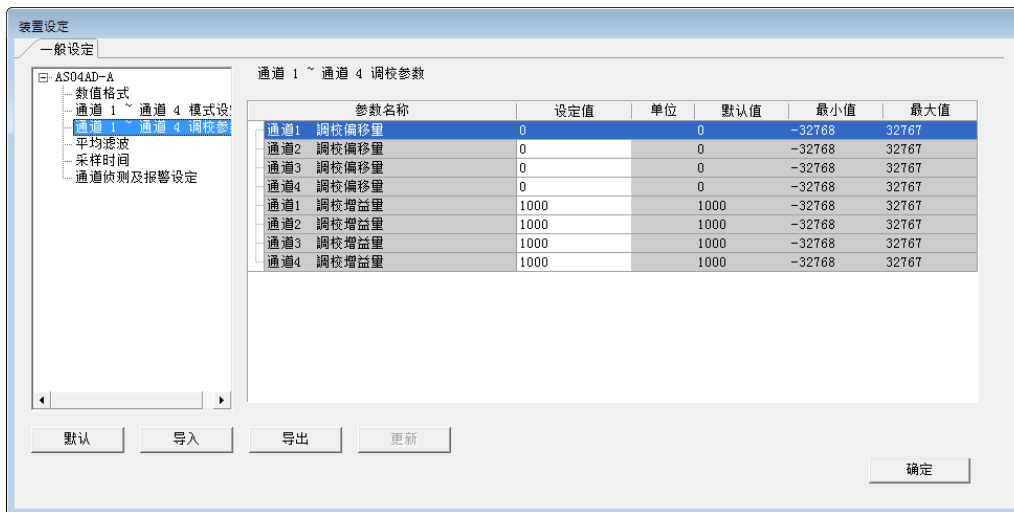 装置设定
一般设定
AS04AD-A
数值格式
通道 1 ~ 通道 4 模式设
通道 1 ~ 通道 4 调校参
平均滤波
采样时间
通道侦测及报警设定
通道 1 ~ 通道 4 调校参数
参数名称 设定值 单位 默认值 最小值 最大值
通道1 調校偏移量 0 0 -32768 32767
通道2 調校偏移量 0 0 -32768 32767
通道3 調校偏移量 0 0 -32768 32767
通道4 調校偏移量 0 0 -32768 32767
通道1 調校增益量 1000 1000 -32768 32767
通道2 調校增益量 1000 1000 -32768 32767
通道3 調校增益量 1000 1000 -32768 32767
通道4 調校增益量 1000 1000 -32768 32767
默认 导入 导出 更新
确定